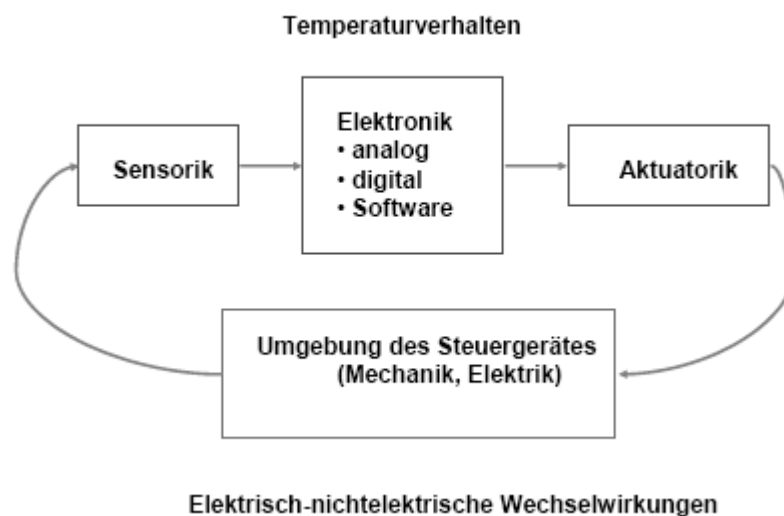 Temperaturverhalten
Elektronik
• analog
• digital
• Software
Sensorik
Aktuatorik
Umgebung des Steuergerätes
(Mechanik, Elektrik)
Elektrisch-nichtelektrische Wechselwirkungen